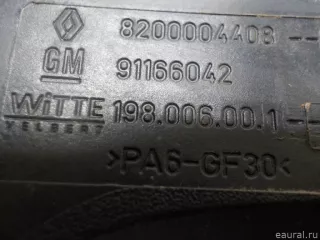 8200004403
GM 91166042
WiTTE 198.006.00.1
VELBERT
>PA6-GF30<
© eaural.ru